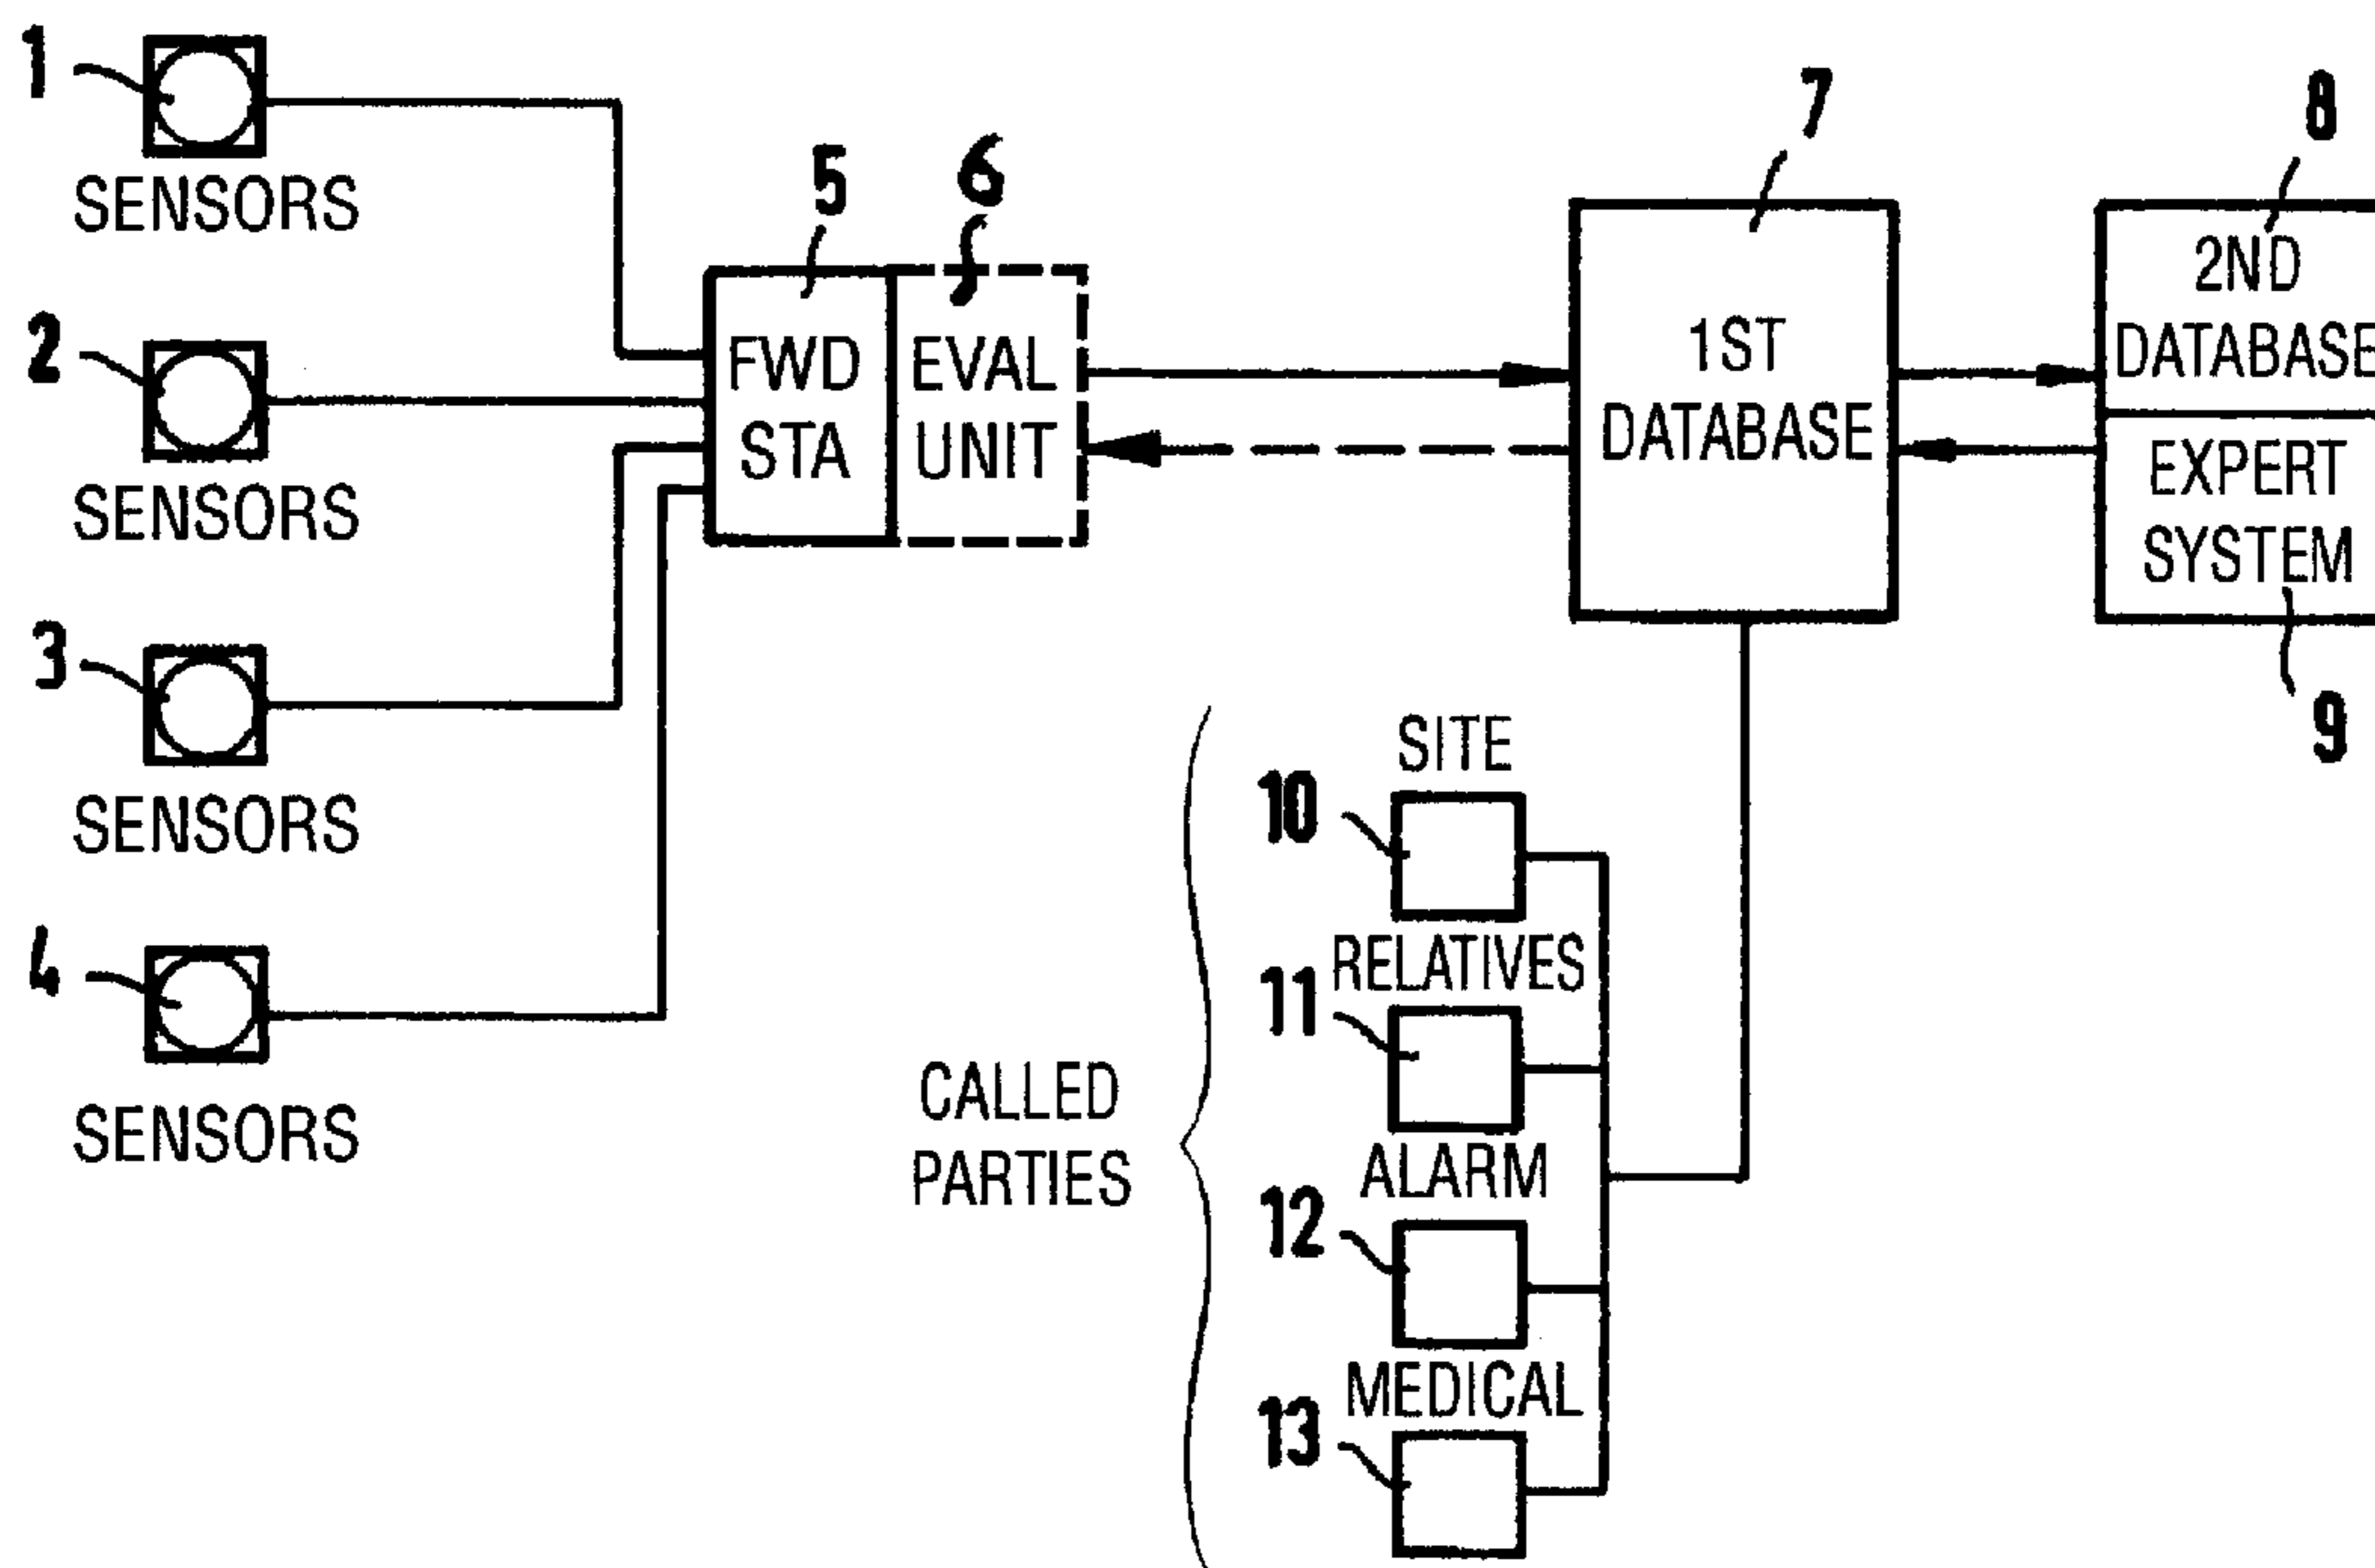 1
SENSORS
2
SENSORS
3
SENSORS
4
SENSORS
5
FWD
STA
6
EVAL
UNIT
7
1ST
DATABASE
8
2ND
DATABASE
EXPERT
SYSTEM
9
CALLED
PARTIES
SITE
10
RELATIVES
11
ALARM
12
MEDICAL
13